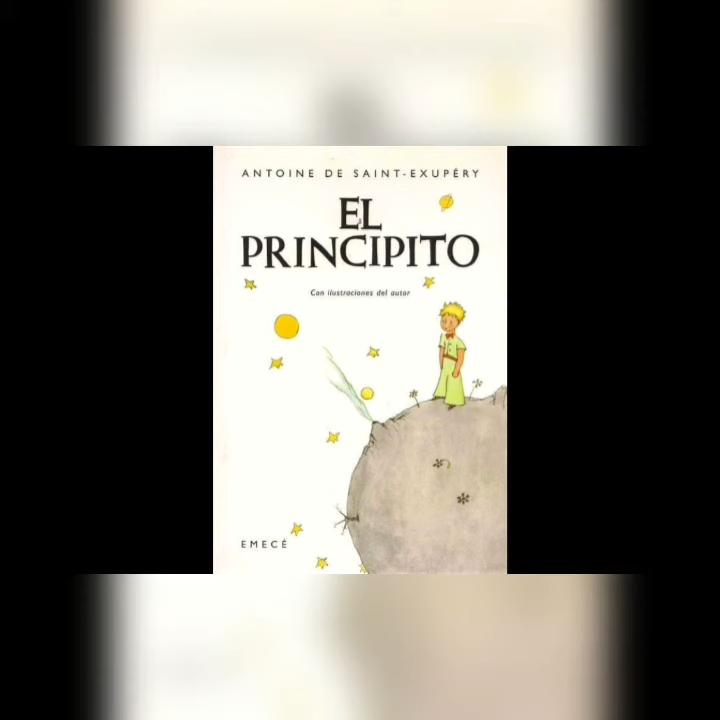 ANTOINE DE SAINT-EXUPÉRY
EL
PRINCIPITO
Con ilustraciones del autor
EMECÉ